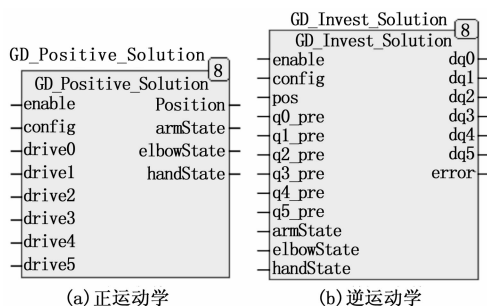 GD_Positive_Solution
8
GD_Positive_Solution
enable Position
config armState
drive0 elbowState
drive1 handState
drive2
drive3
drive4
drive5
(a)正运动学
GD_Invest_Solution
8
GD_Invest_Solution
enable dq0
config dq1
pos dq2
q0_pre dq3
q1_pre dq4
q2_pre dq5
q3_pre error
q4_pre
q5_pre
armState
elbowState
handState
(b)逆运动学